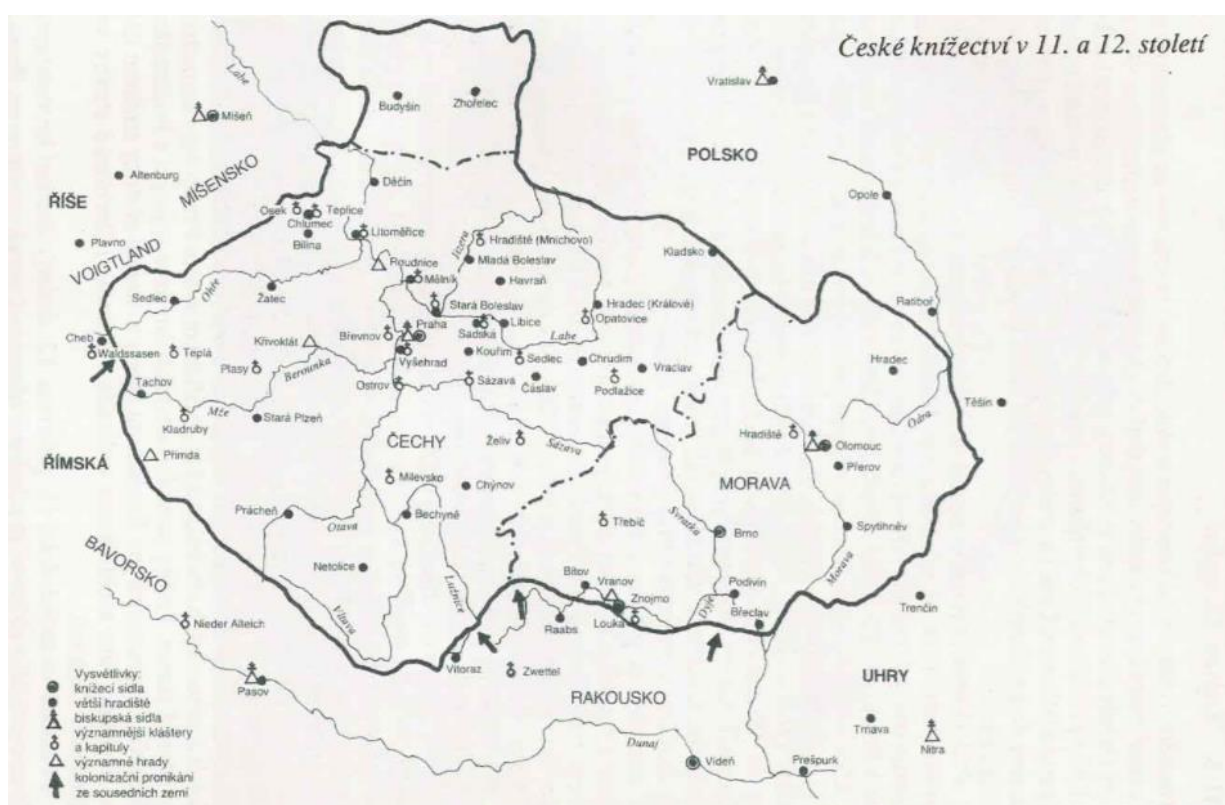 České knížectví v 11. a 12. století
Labe
Vratislav
Budyšín
Zhořelec
Míšeň
POLSKO
MÍŠEŇSKO
Altenburg
Děčín
Opole
ŘÍŠE
Osek
Teplice
Chlumec
Bílina
Litoměřice
Hradiště (Mnichovo)
Plavno
Jizera
Kladsko
VOIGTLAND
Roudnice
Mladá Boleslav
Mělník
Havraň
Sedlec
Ohře
Žatec
Stará Boleslav
Hradec (Králové)
Opatovice
Ratiboř
Praha
Břevnov
Sadská
Libice
Labe
Cheb
Waldssasen
Teplá
Křivoklát
Vyšehrad
Kouřim
Sedlec
Chrudim
Vraclav
Hradec
Plasy
Berounka
Ostrov
Sázava
Čáslav
Podlažice
Tachov
Těšín
Mže
Stará Plzeň
Odra
Kladruby
ČECHY
Želiv
Sázava
Hradiště
Olomouc
ŘÍMSKÁ
Přimda
Přerov
Milevsko
Chýnov
MORAVA
Prácheň
Otava
Bechyně
Třebíč
Svratka
Brno
Spytihněv
BAVORSKO
Netolice
Lužnice
Bítov
Vranov
Podivín
Morava
Vltava
Znojmo
Dyje
Břeclav
Trenčín
Nieder Alteich
Raabs
Louka
Vitoraz
Zwettel
UHRY
Pasov
RAKOUSKO
Trnava
Nitra
Dunaj
Vídeň
Prešpurk
Vysvětlivky:
knížecí sídla
větší hradiště
biskupská sídla
významnější kláštery
a kapituly
významné hrady
kolonizační pronikání
ze sousedních zemí